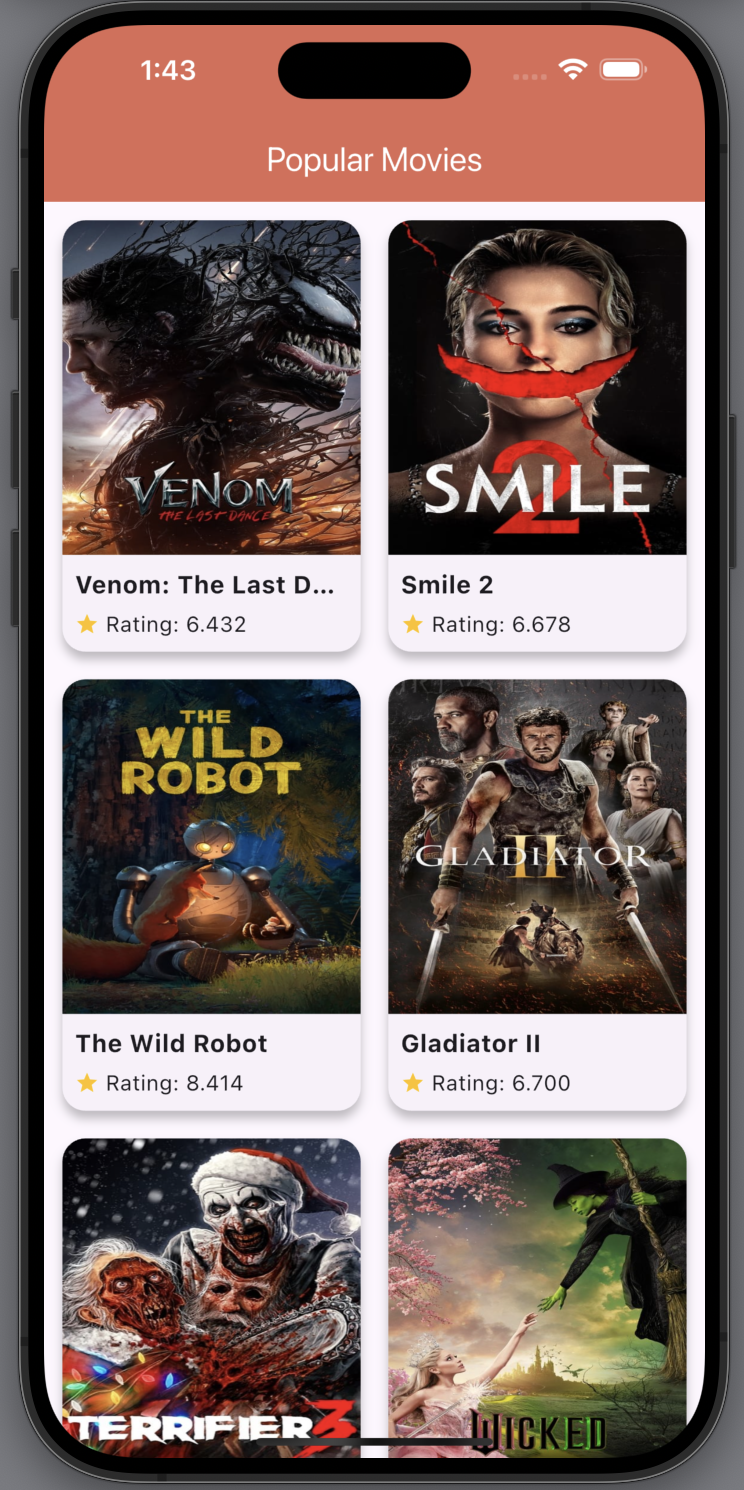 1:43
Popular Movies
VENOM
THE LAST DANCE
SMILE
2
Venom: The Last D...
Smile 2
Rating: 6.432
Rating: 6.678
THE
WILD
ROBOT
GLADIATOR
II
The Wild Robot
Gladiator II
Rating: 8.414
Rating: 6.700
TERRIFIER 3
WICKED